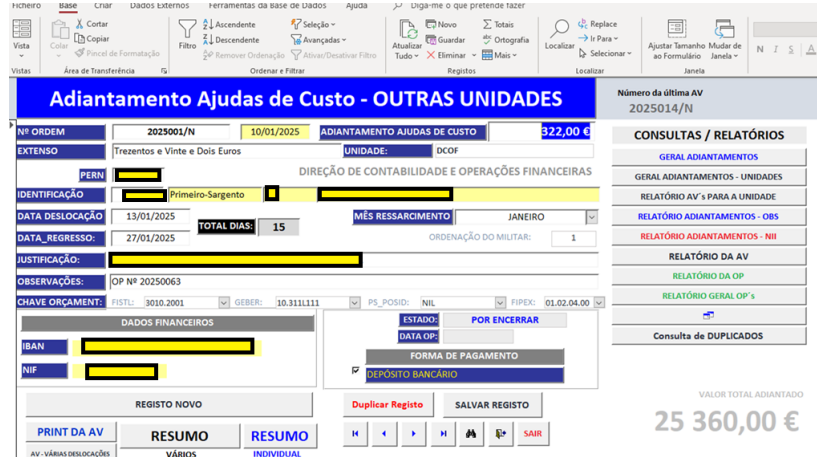 Ficheiro Base Criar Dados Externos Ferramentas da Base de Dados Ajuda Diga-me o que pretende fazer
Vista
Colar
Cortar
Copiar
Pincel de Formatação
Filtro
Ascendente
Descendente
Remover Ordenação
Seleção
Avançadas
Ativar/Desativar Filtro
Atualizar Tudo
Novo
Guardar
Eliminar
Totais
Ortografia
Mais
Localizar
Replace
Ir Para
Selecionar
Ajustar Tamanho ao Formulário
Mudar de Janela
N I S A
Vistas Área de Transferência Ordenar e Filtrar Registos Localizar Janela
Adiantamento Ajudas de Custo - OUTRAS UNIDADES
Número da última AV
2025014/N
Nº ORDEM 2025001/N 10/01/2025 ADIANTAMENTO AJUDAS DE CUSTO 322,00 €
EXTENSO Trezentos e Vinte e Dois Euros UNIDADE: DCOF
PERN DIREÇÃO DE CONTABILIDADE E OPERAÇÕES FINANCEIRAS
IDENTIFICAÇÃO Primeiro-Sargento
DATA DESLOCAÇÃO 13/01/2025 TOTAL DIAS: 15 MÊS RESSARCIMENTO JANEIRO
DATA_REGRESSO: 27/01/2025 ORDENAÇÃO DO MILITAR: 1
JUSTIFICAÇÃO:
OBSERVAÇÕES: OP Nº 20250063
CHAVE ORÇAMENT: FISTL: 3010.2001 GEBER: 10.311L111 PS_POSID: NIL FIPEX: 01.02.04.00
DADOS FINANCEIROS
IBAN
NIF
ESTADO: POR ENCERRAR
DATA OP:
FORMA DE PAGAMENTO
DEPÓSITO BANCÁRIO
REGISTO NOVO Duplicar Registo SALVAR REGISTO
PRINT DA AV
AV - VÁRIAS DESLOCAÇÕES
RESUMO
VÁRIOS
RESUMO
INDIVIDUAL
SAIR
CONSULTAS / RELATÓRIOS
GERAL ADIANTAMENTOS
GERAL ADIANTAMENTOS - UNIDADES
RELATÓRIO AV´s PARA A UNIDADE
RELATÓRIO ADIANTAMENTOS - OBS
RELATÓRIO ADIANTAMENTOS - NII
RELATÓRIO DA AV
RELATÓRIO DA OP
RELATÓRIO GERAL OP´s
Consulta de DUPLICADOS
VALOR TOTAL ADIANTADO
25 360,00 €